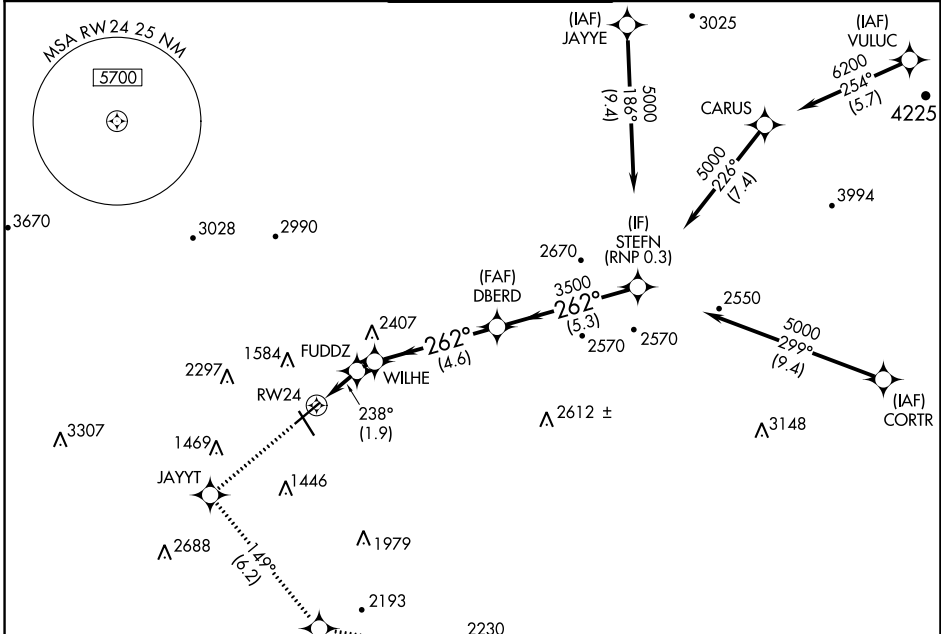 MSA RW24 25 NM
5700
(IAF)
JAYYE
3025
(IAF)
VULUC
6200
254°
(5.7)
4225
5000
186°
(9.4)
CARUS
5000
226°
(7.4)
3994
3670
3028
2990
(IF)
STEFN
(RNP 0.3)
2670
(FAF)
DBERD
3500
262°
(5.3)
2550
5000
299°
(9.4)
2407
262°
(4.6)
2570
2570
FUDDZ
1584
WILHE
2297
RW24
238°
(1.9)
2612 ±
(IAF)
CORTR
3148
3307
1469
JAYYT
1446
2688
149°
(6.2)
1979
2193
2230